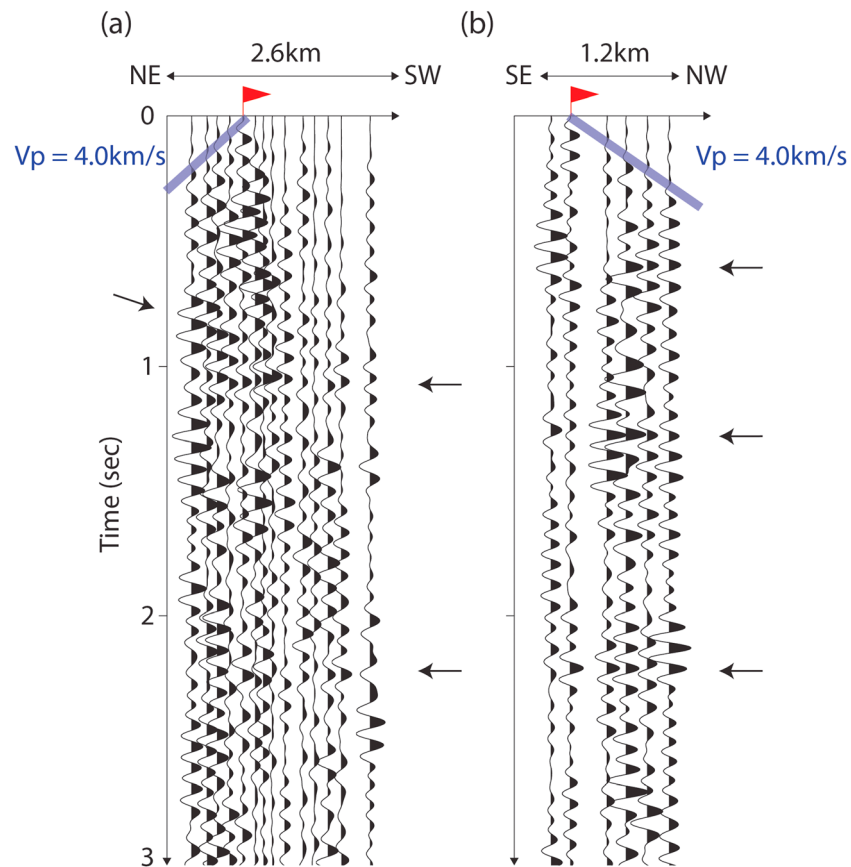 (a)
(b)
2.6km
1.2km
NE
SW
SE
NW
0
Vp = 4.0km/s
Vp = 4.0km/s
1
Time (sec)
2
3